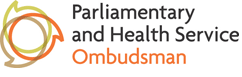 Parliamentary
and Health Service
Ombudsman